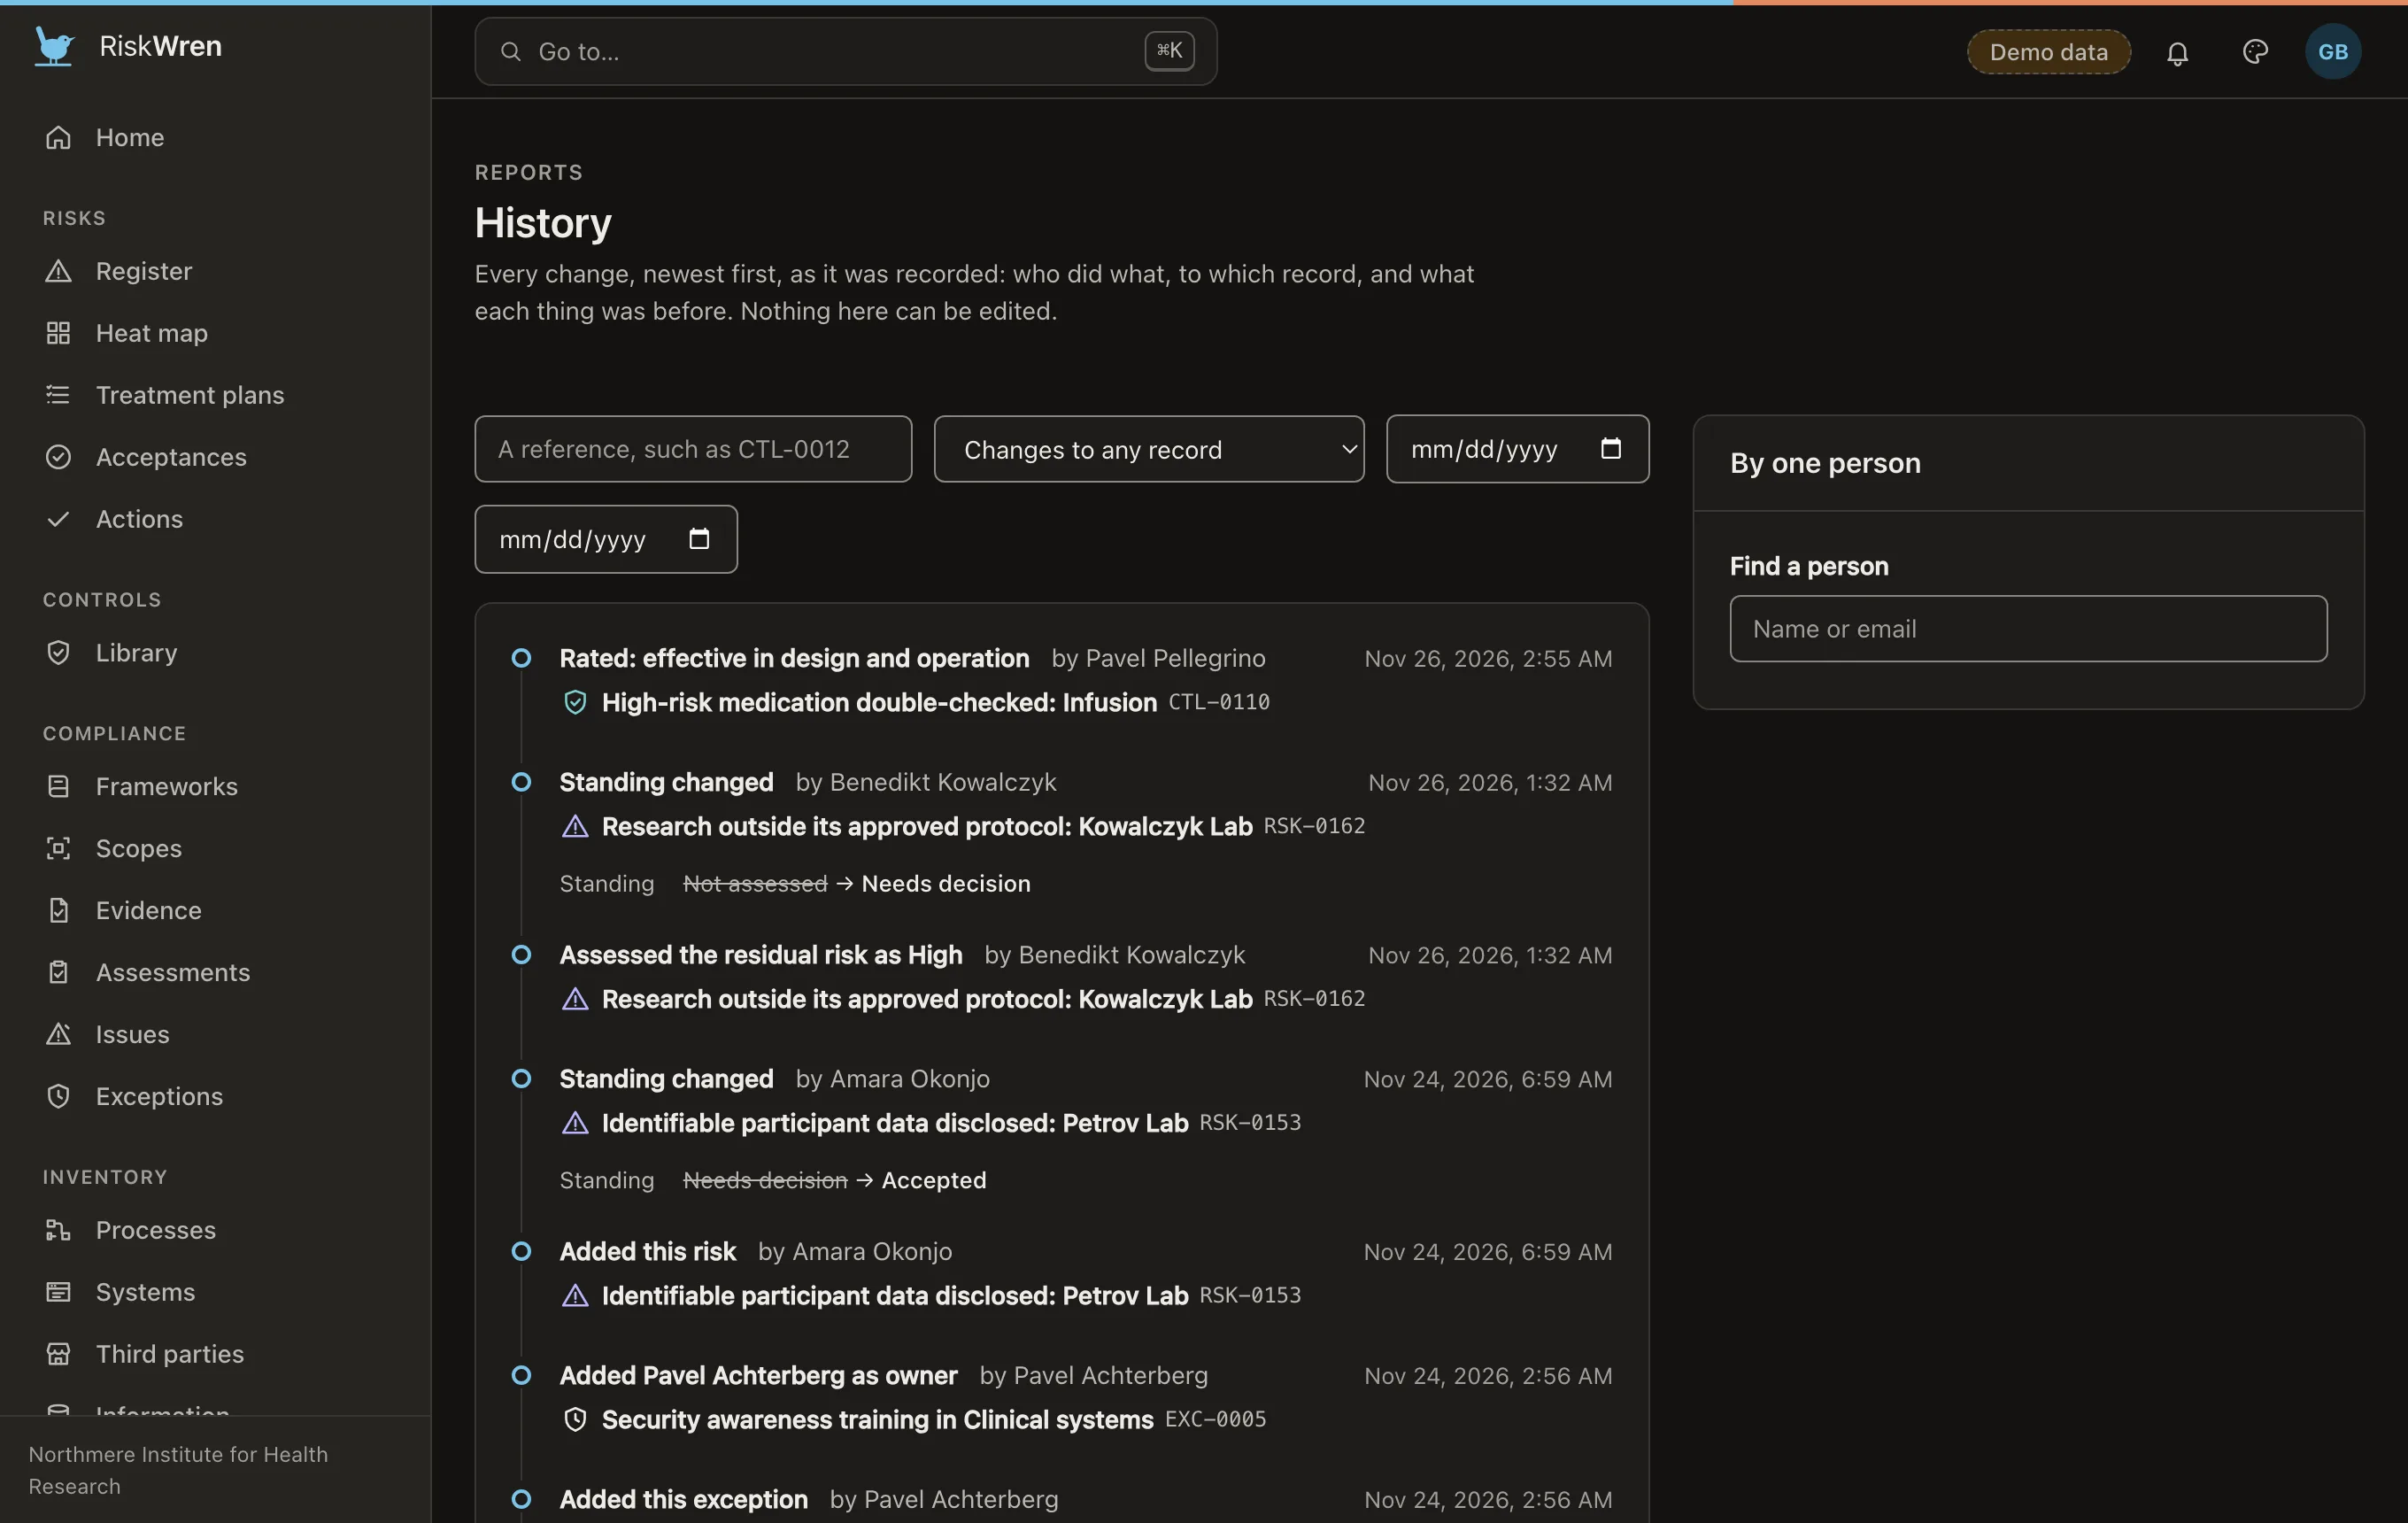 RiskWren
Go to...
⌘K
Demo data
GB
Home
RISKS
Register
Heat map
Treatment plans
Acceptances
Actions
CONTROLS
Library
COMPLIANCE
Frameworks
Scopes
Evidence
Assessments
Issues
Exceptions
INVENTORY
Processes
Systems
Third parties
Information
Northmere Institute for Health
Research
REPORTS
History
Every change, newest first, as it was recorded: who did what, to which record, and what
each thing was before. Nothing here can be edited.
A reference, such as CTL-0012
Changes to any record
mm/dd/yyyy
mm/dd/yyyy
Rated: effective in design and operation by Pavel Pellegrino Nov 26, 2026, 2:55 AM
High-risk medication double-checked: Infusion CTL-0110
Standing changed by Benedikt Kowalczyk Nov 26, 2026, 1:32 AM
Research outside its approved protocol: Kowalczyk Lab RSK-0162
Standing Not assessed → Needs decision
Assessed the residual risk as High by Benedikt Kowalczyk Nov 26, 2026, 1:32 AM
Research outside its approved protocol: Kowalczyk Lab RSK-0162
Standing changed by Amara Okonjo Nov 24, 2026, 6:59 AM
Identifiable participant data disclosed: Petrov Lab RSK-0153
Standing Needs decision → Accepted
Added this risk by Amara Okonjo Nov 24, 2026, 6:59 AM
Identifiable participant data disclosed: Petrov Lab RSK-0153
Added Pavel Achterberg as owner by Pavel Achterberg Nov 24, 2026, 2:56 AM
Security awareness training in Clinical systems EXC-0005
Added this exception by Pavel Achterberg Nov 24, 2026, 2:56 AM
By one person
Find a person
Name or email